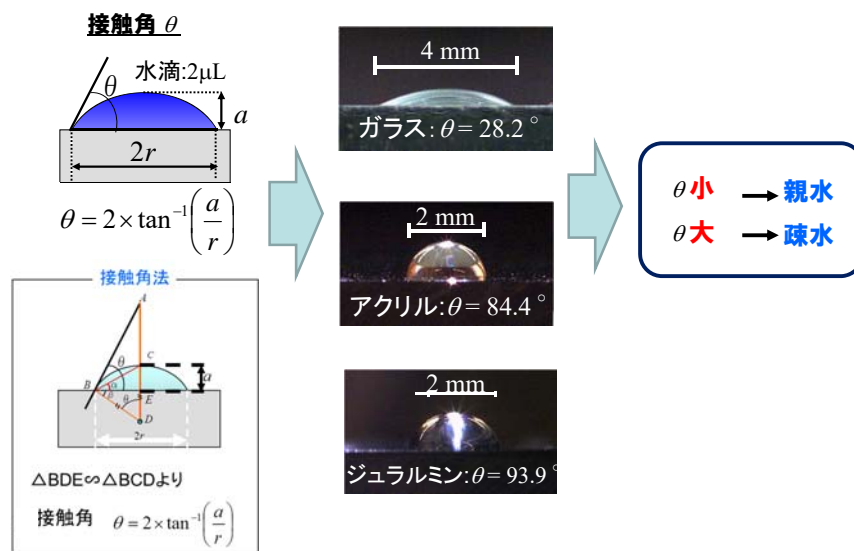 接触角 θ
水滴:2μL
θ
a
2r
θ = 2 × tan⁻¹(a/r)
接触角法
A
C
θ
a
B
α
β
E
θ
D
2r
△BDE∽△BCDより
接触角 θ = 2 × tan⁻¹(a/r)
4 mm
ガラス:θ= 28.2°
2 mm
アクリル:θ= 84.4°
2 mm
ジュラルミン:θ= 93.9°
θ小 → 親水
θ大 → 疎水